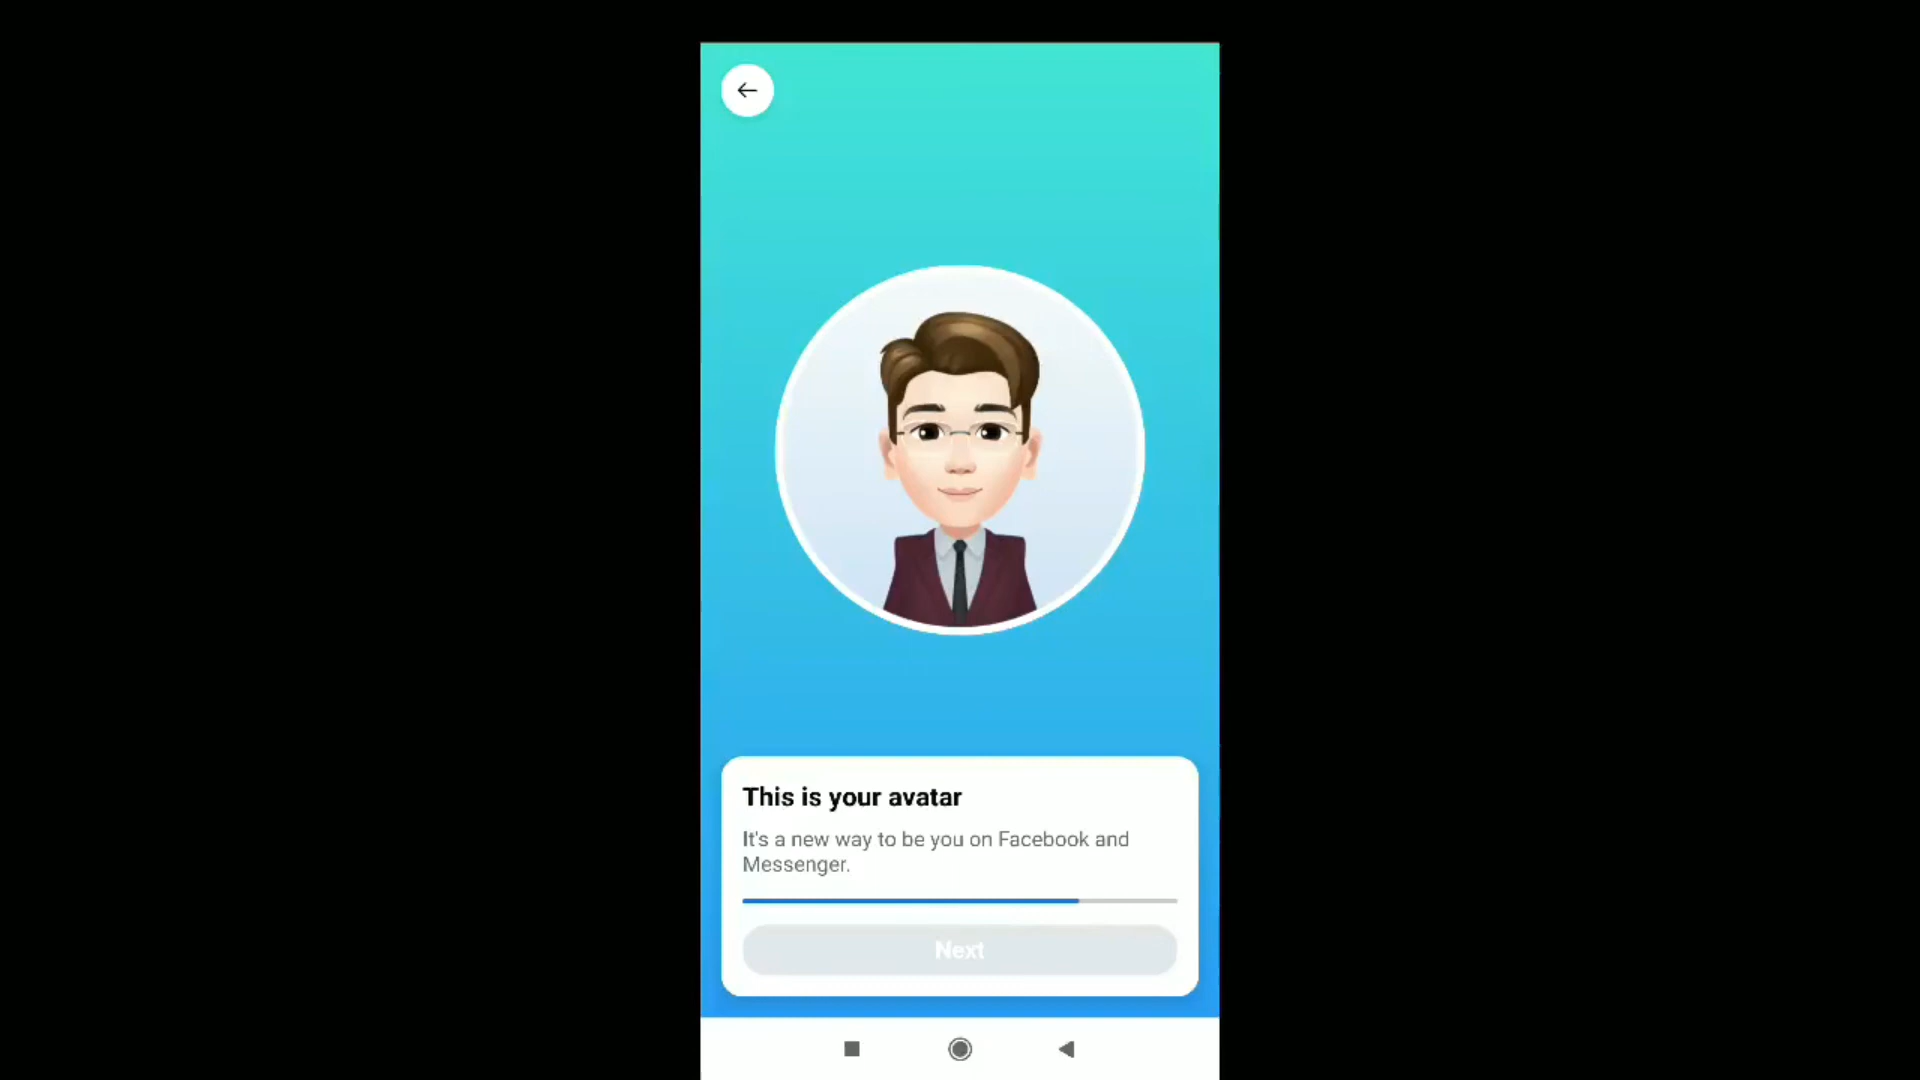 This is your avatar
It's a new way to be you on Facebook and
Messenger.
Next